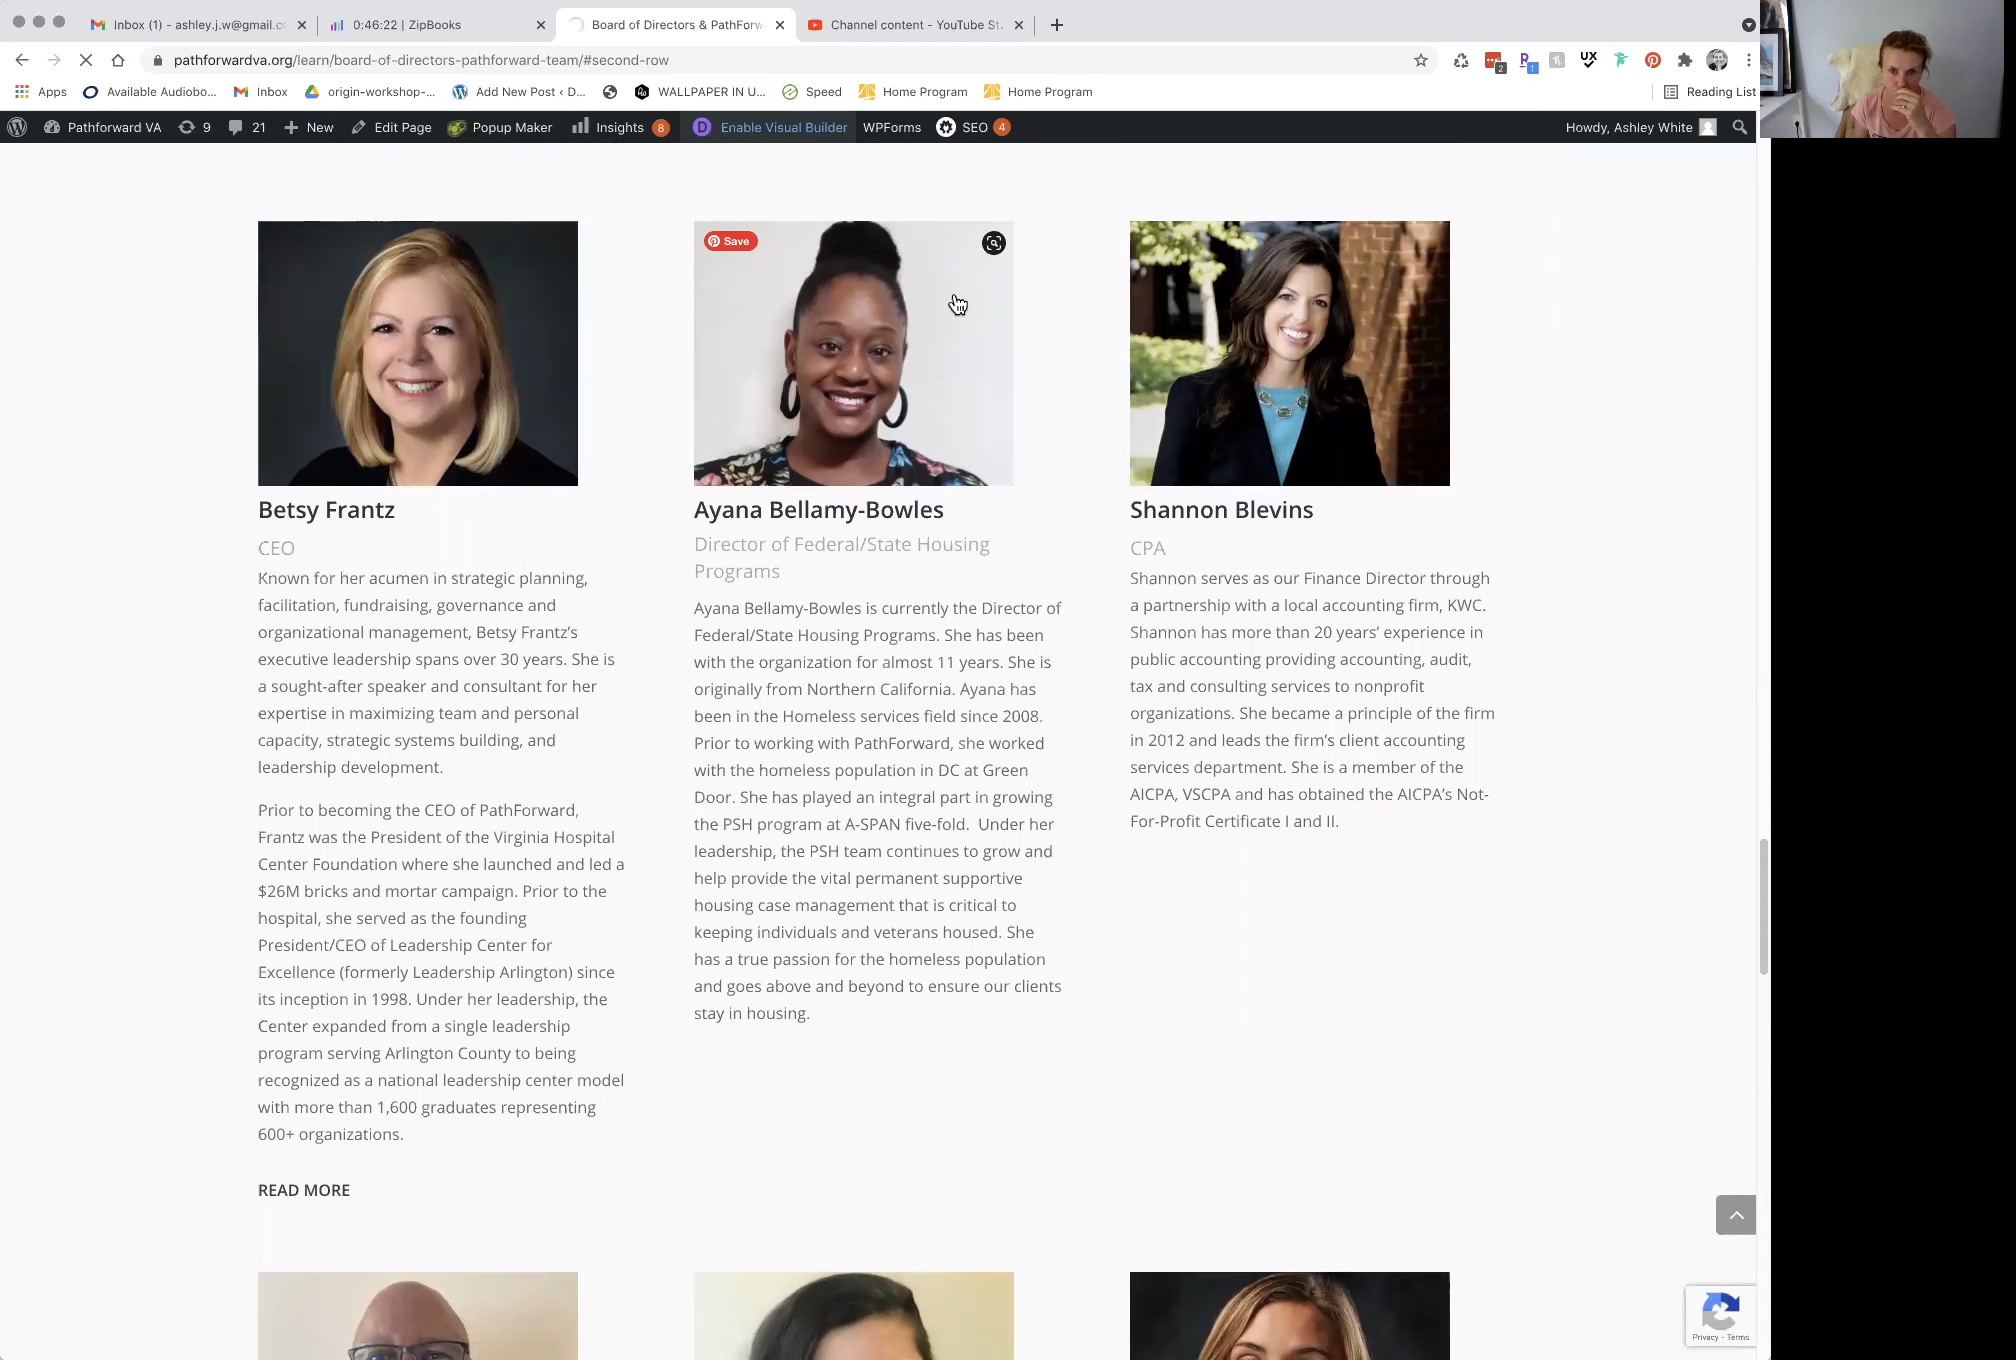 Inbox (1) - ashley.j.w@gmail.c
0:46:22 | ZipBooks
Board of Directors & PathForw
Channel content - YouTube St.
pathforwardva.org/learn/board-of-directors-pathforward-team/#second-row
2
1
UX
Apps
Available Audiobo...
Inbox
origin-workshop-...
Add New Post ‹ D...
WALLPAPER IN U...
Speed
Home Program
Home Program
Reading List
Pathforward VA
9
21
New
Edit Page
Popup Maker
Insights 8
D Enable Visual Builder
WPForms
SEO 4
Howdy, Ashley White
Save
Betsy Frantz
CEO
Known for her acumen in strategic planning,
facilitation, fundraising, governance and
organizational management, Betsy Frantz’s
executive leadership spans over 30 years. She is
a sought-after speaker and consultant for her
expertise in maximizing team and personal
capacity, strategic systems building, and
leadership development.
Prior to becoming the CEO of PathForward,
Frantz was the President of the Virginia Hospital
Center Foundation where she launched and led a
$26M bricks and mortar campaign. Prior to the
hospital, she served as the founding
President/CEO of Leadership Center for
Excellence (formerly Leadership Arlington) since
its inception in 1998. Under her leadership, the
Center expanded from a single leadership
program serving Arlington County to being
recognized as a national leadership center model
with more than 1,600 graduates representing
600+ organizations.
READ MORE
Ayana Bellamy-Bowles
Director of Federal/State Housing
Programs
Ayana Bellamy-Bowles is currently the Director of
Federal/State Housing Programs. She has been
with the organization for almost 11 years. She is
originally from Northern California. Ayana has
been in the Homeless services field since 2008.
Prior to working with PathForward, she worked
with the homeless population in DC at Green
Door. She has played an integral part in growing
the PSH program at A-SPAN five-fold.  Under her
leadership, the PSH team continues to grow and
help provide the vital permanent supportive
housing case management that is critical to
keeping individuals and veterans housed. She
has a true passion for the homeless population
and goes above and beyond to ensure our clients
stay in housing.
Shannon Blevins
CPA
Shannon serves as our Finance Director through
a partnership with a local accounting firm, KWC.
Shannon has more than 20 years’ experience in
public accounting providing accounting, audit,
tax and consulting services to nonprofit
organizations. She became a principle of the firm
in 2012 and leads the firm’s client accounting
services department. She is a member of the
AICPA, VSCPA and has obtained the AICPA’s Not-
For-Profit Certificate I and II.
Privacy - Terms